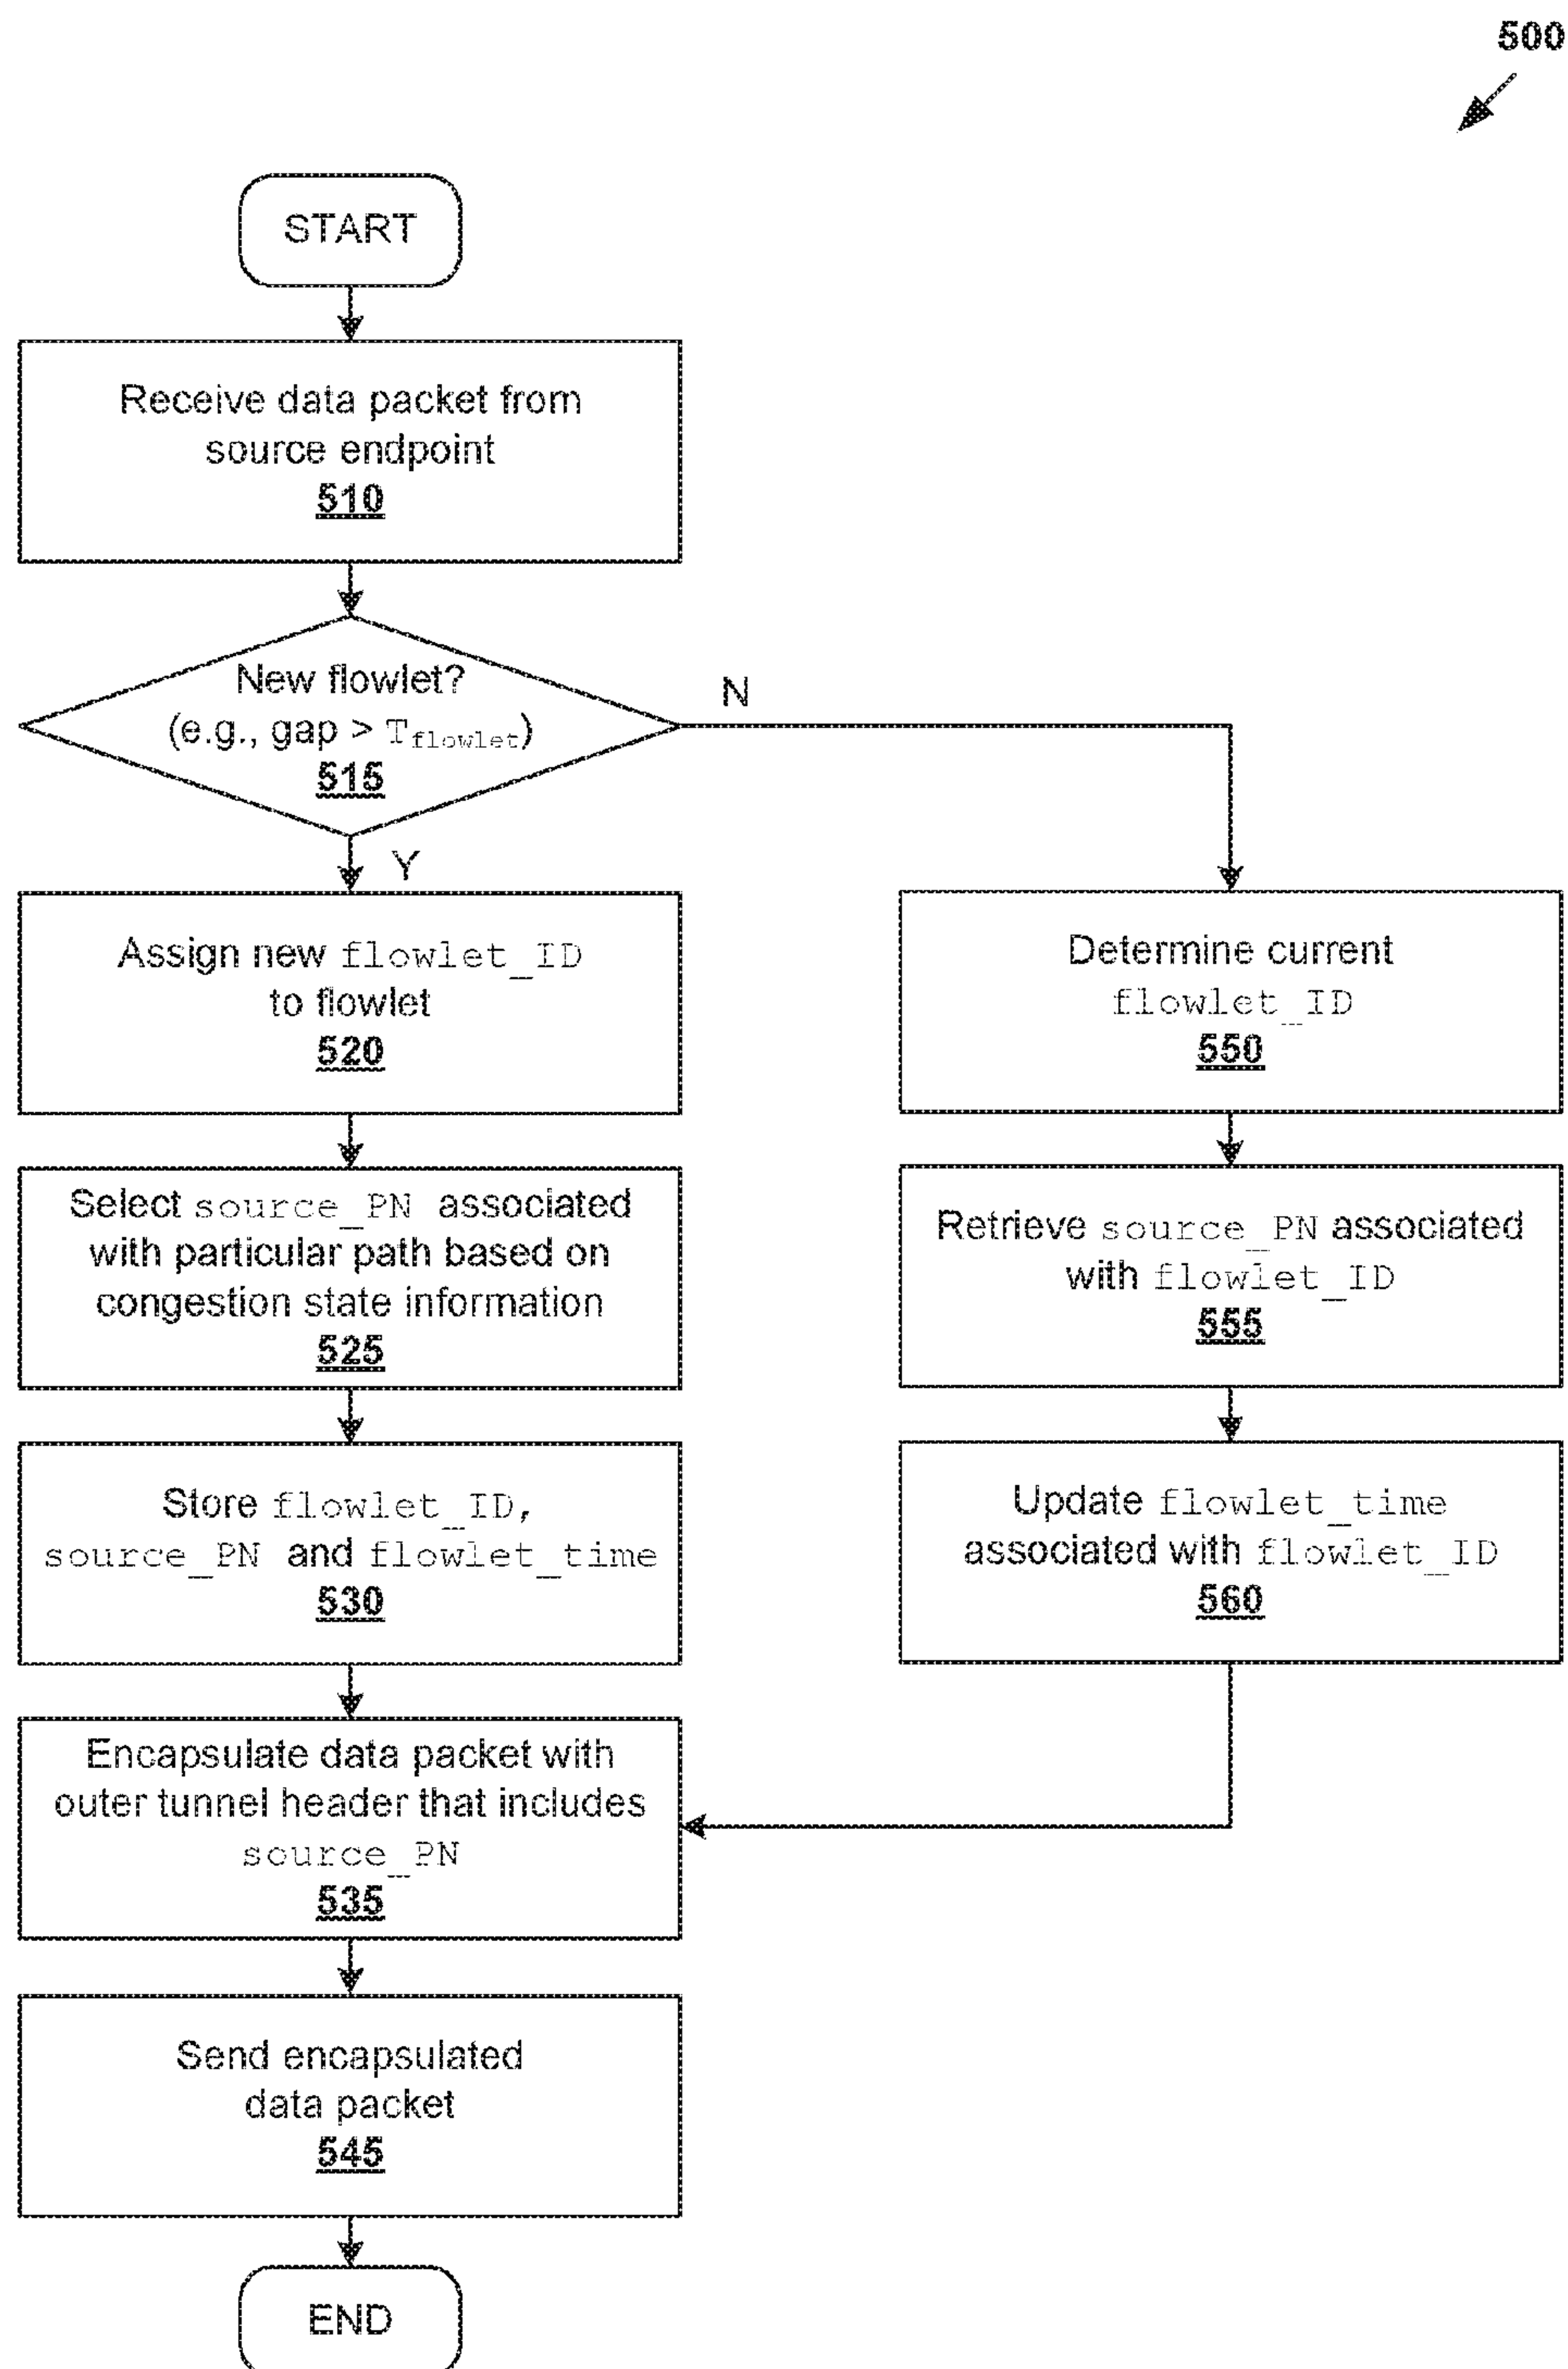 500
START
Receive data packet from
source endpoint
510
New flowlet?
(e.g., gap > Tflowlet)
515
N
Y
Assign new flowlet_ID
to flowlet
520
Determine current
flowlet_ID
550
Select source_PN associated
with particular path based on
congestion state information
525
Retrieve source_PN associated
with flowlet_ID
555
Store flowlet_ID,
source_PN and flowlet_time
530
Update flowlet_time
associated with flowlet_ID
560
Encapsulate data packet with
outer tunnel header that includes
source_PN
535
Send encapsulated
data packet
545
END